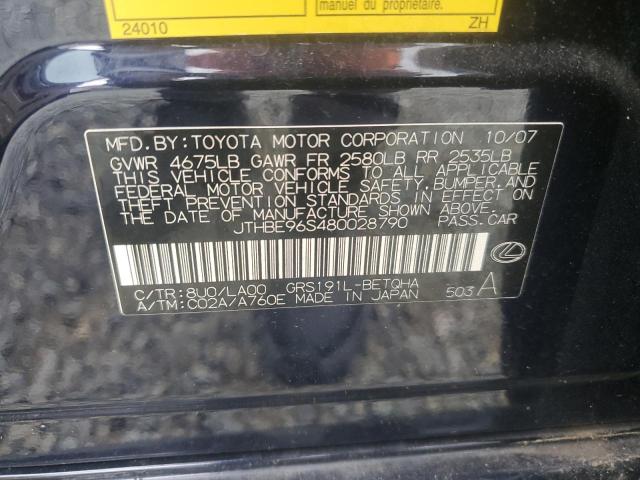 manuel du propriétaire.
24010 ZH
MFD.BY:TOYOTA MOTOR CORPORATION 10/07
GVWR 4675LB GAWR FR 2580LB RR 2535LB
THIS VEHICLE CONFORMS TO ALL APPLICABLE
FEDERAL MOTOR VEHICLE SAFETY,BUMPER,AND
THEFT PREVENTION STANDARDS IN EFFECT ON
THE DATE OF MANUFACTURE SHOWN ABOVE.
JTHBE96S480028790 PASS.CAR
C/TR:8U0/LA00 GRS191L-BETQHA
A/TM:C02A/A760E MADE IN JAPAN 503 A